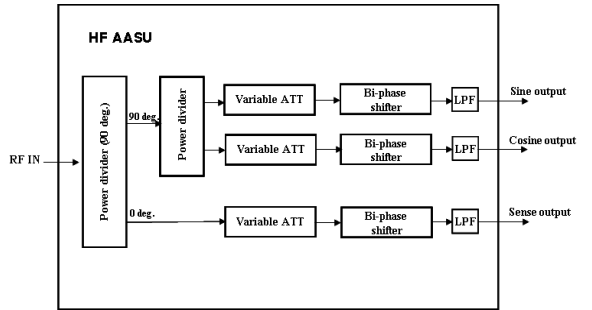 HF AASU
RF IN
Power divider (90 deg.)
90 deg.
0 deg.
Power divider
Variable ATT
Bi-phase
shifter
LPF
Sine output
Variable ATT
Bi-phase
shifter
LPF
Cosine output
Variable ATT
Bi-phase
shifter
LPF
Sense output